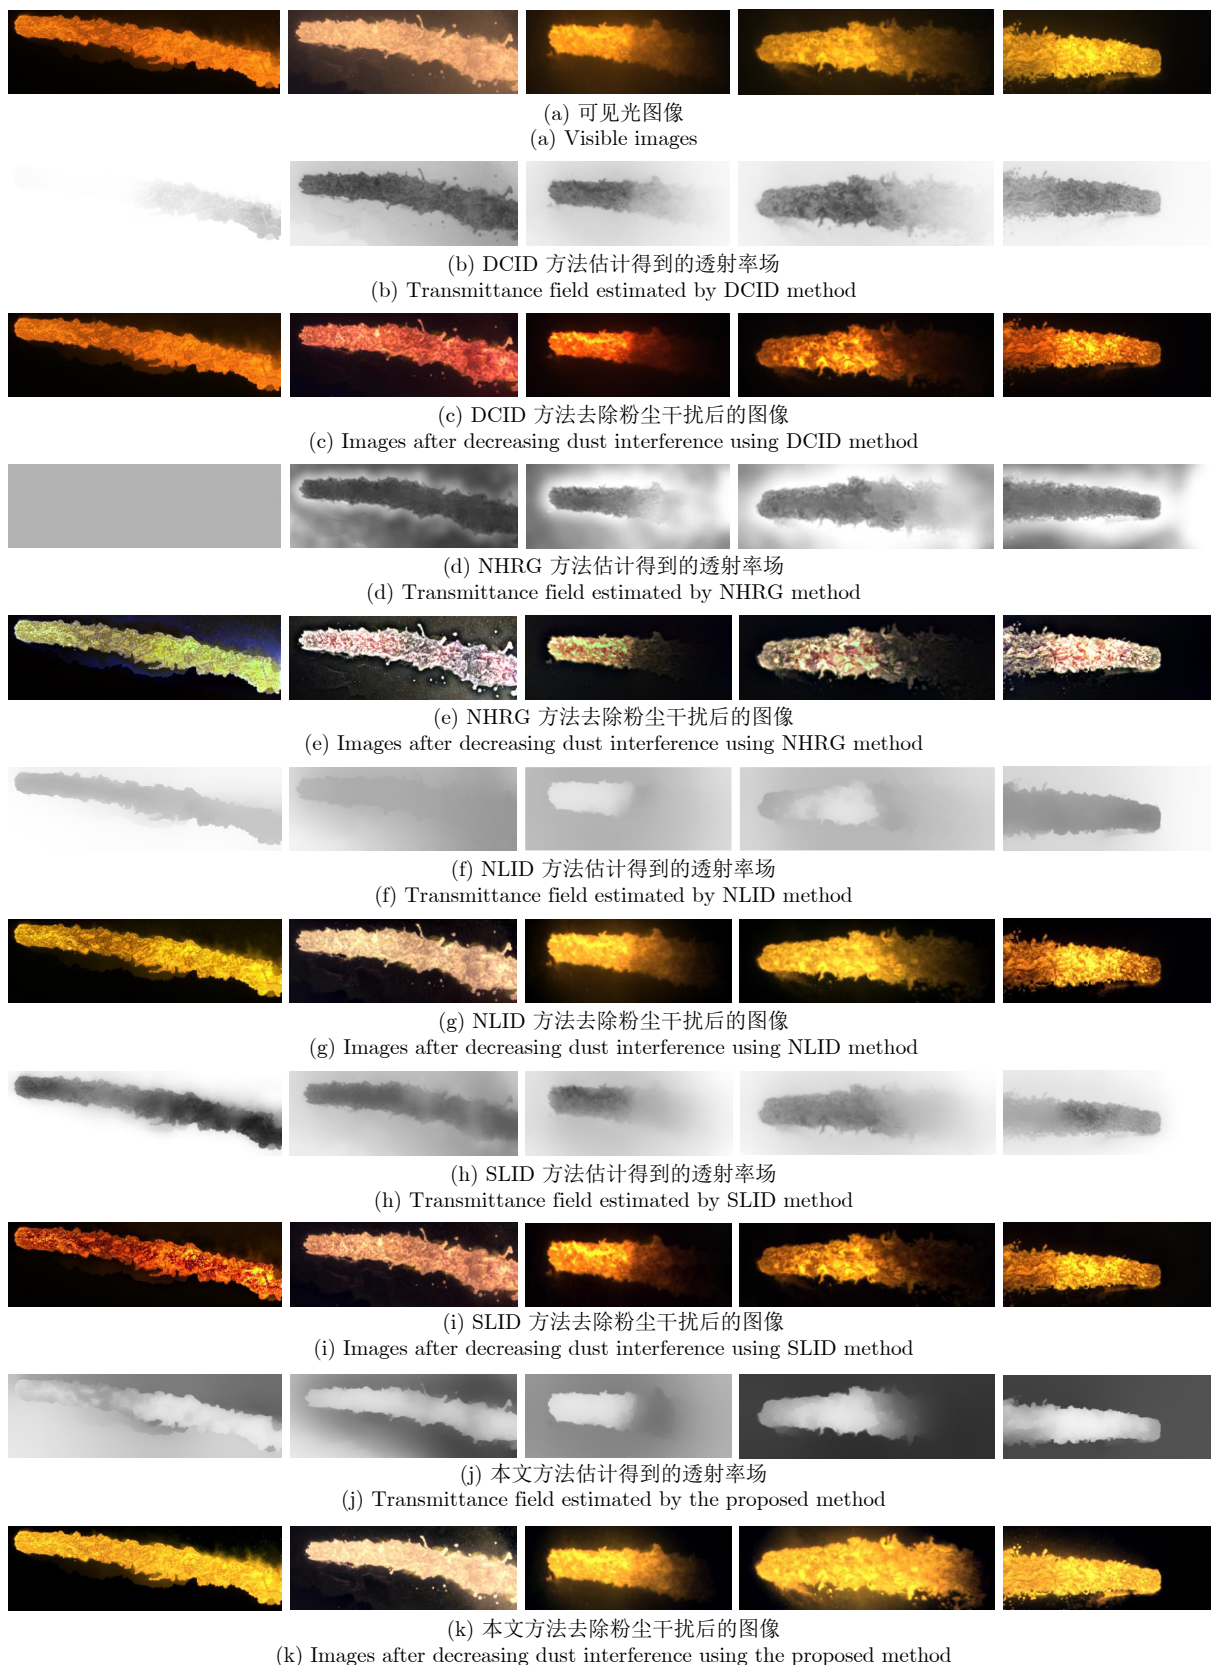 (a) 可见光图像
(a) Visible images
(b) DCID 方法估计得到的透射率场
(b) Transmittance field estimated by DCID method
(c) DCID 方法去除粉尘干扰后的图像
(c) Images after decreasing dust interference using DCID method
(d) NHRG 方法估计得到的透射率场
(d) Transmittance field estimated by NHRG method
(e) NHRG 方法去除粉尘干扰后的图像
(e) Images after decreasing dust interference using NHRG method
(f) NLID 方法估计得到的透射率场
(f) Transmittance field estimated by NLID method
(g) NLID 方法去除粉尘干扰后的图像
(g) Images after decreasing dust interference using NLID method
(h) SLID 方法估计得到的透射率场
(h) Transmittance field estimated by SLID method
(i) SLID 方法去除粉尘干扰后的图像
(i) Images after decreasing dust interference using SLID method
(j) 本文方法估计得到的透射率场
(j) Transmittance field estimated by the proposed method
(k) 本文方法去除粉尘干扰后的图像
(k) Images after decreasing dust interference using the proposed method